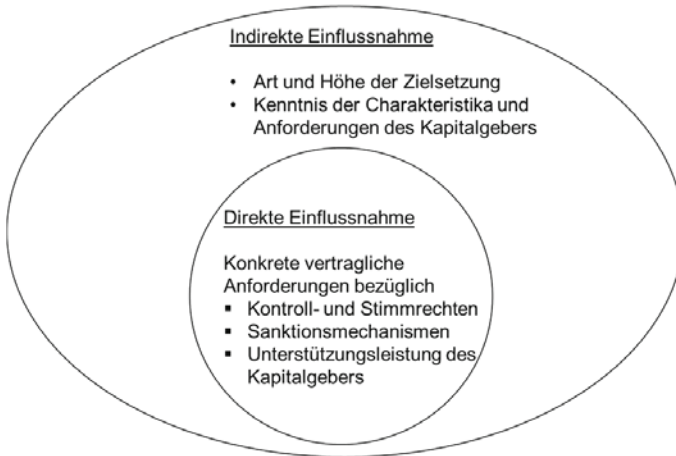 Indirekte Einflussnahme
• Art und Höhe der Zielsetzung
• Kenntnis der Charakteristika und
Anforderungen des Kapitalgebers
Direkte Einflussnahme
Konkrete vertragliche
Anforderungen bezüglich
▪ Kontroll- und Stimmrechten
▪ Sanktionsmechanismen
▪ Unterstützungsleistung des
Kapitalgebers